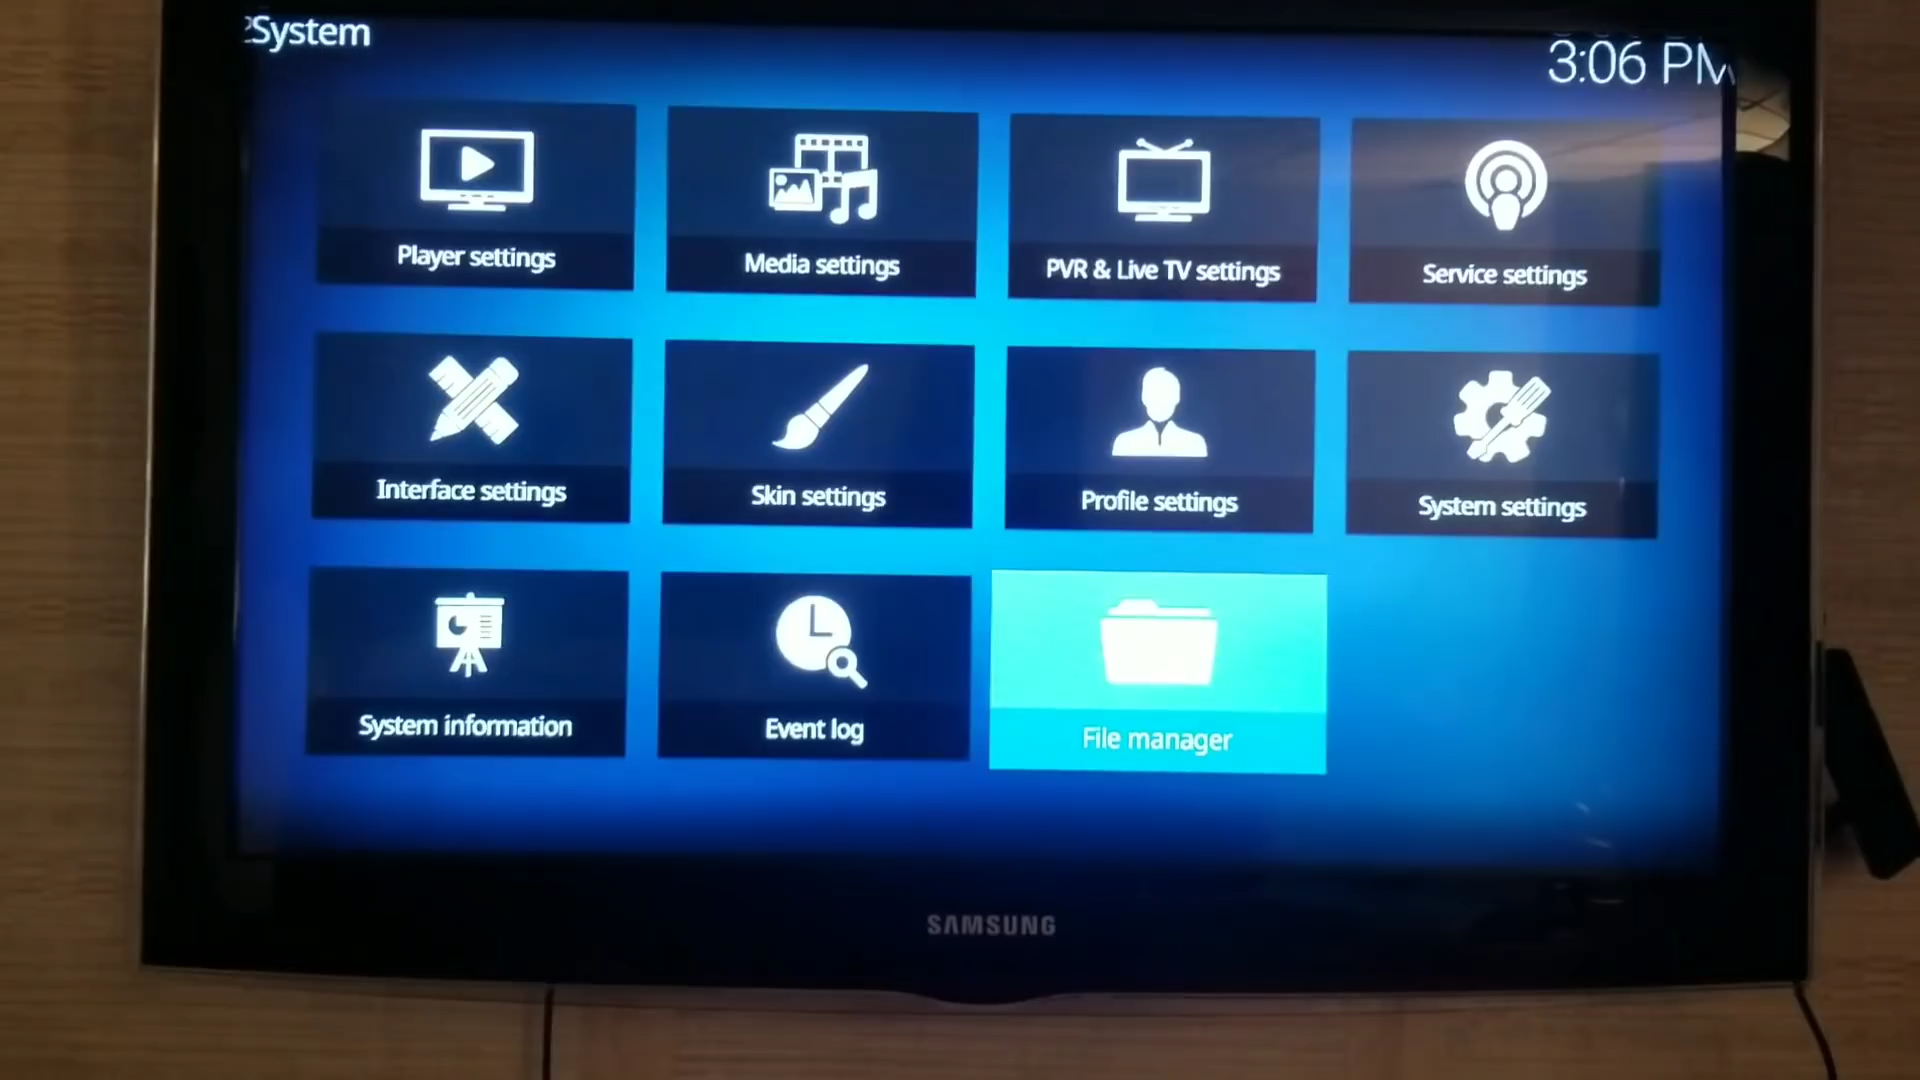 System
3:06 PM
Player settings
Media settings
PVR & Live TV settings
Service settings
Interface settings
Skin settings
Profile settings
System settings
System information
Event log
File manager
SAMSUNG